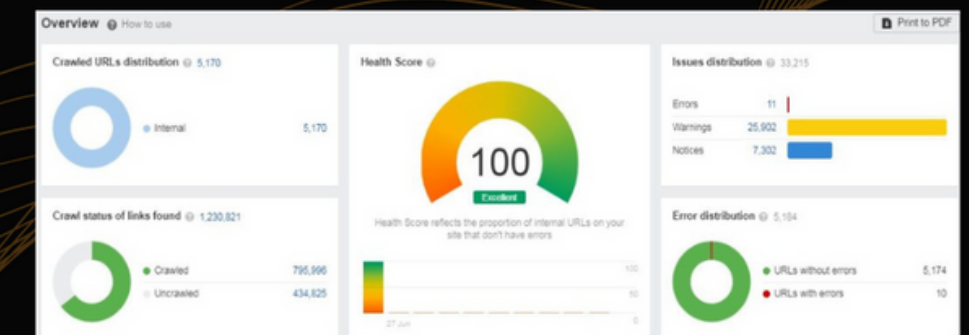 Overview How to use
Print to PDF
Crawled URLs distribution 5,170
Internal 5,170
Crawl status of links found 1,230,821
Crawled 795,996
Uncrawled 434,825
Health Score
100
Excellent
Health Score reflects the proportion of internal URLs on your
site that don't have errors
100
50
0
27 Jun
Issues distribution 33,215
Errors 11
Warnings 25,902
Notices 7,302
Error distribution 5,184
URLs without errors 5,174
URLs with errors 10